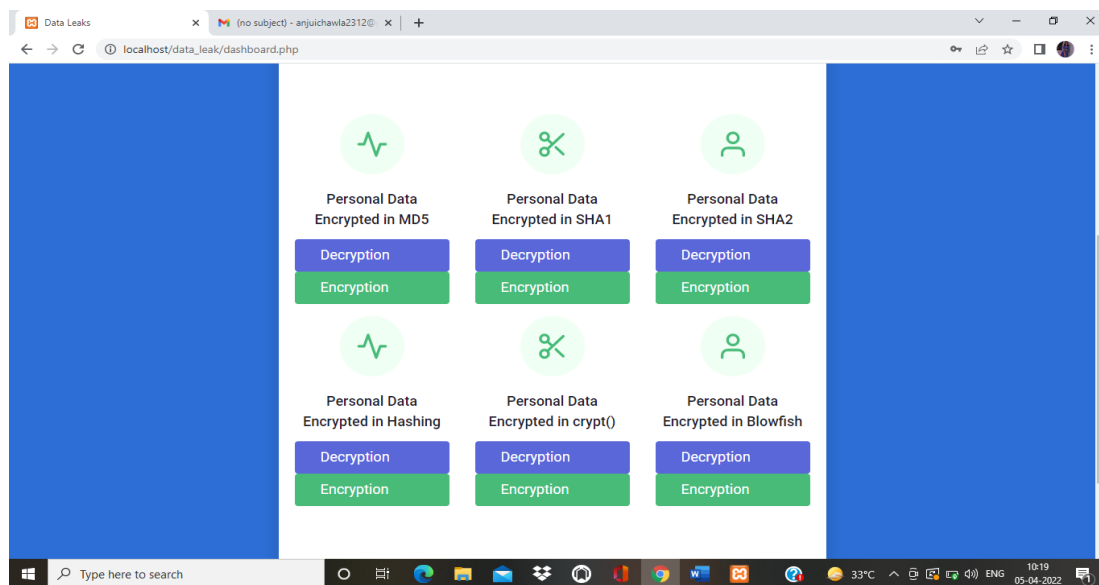 Data Leaks
(no subject) - anjuichawla2312@
localhost/data_leak/dashboard.php
Personal Data Personal Data Personal Data
Encrypted in MD5 Encrypted in SHA1 Encrypted in SHA2
Decryption Decryption Decryption
Encryption Encryption Encryption
Personal Data Personal Data Personal Data
Encrypted in Hashing Encrypted in crypt() Encrypted in Blowfish
Decryption Decryption Decryption
Encryption Encryption Encryption
Type here to search
33°C
ENG
10:19
05-04-2022